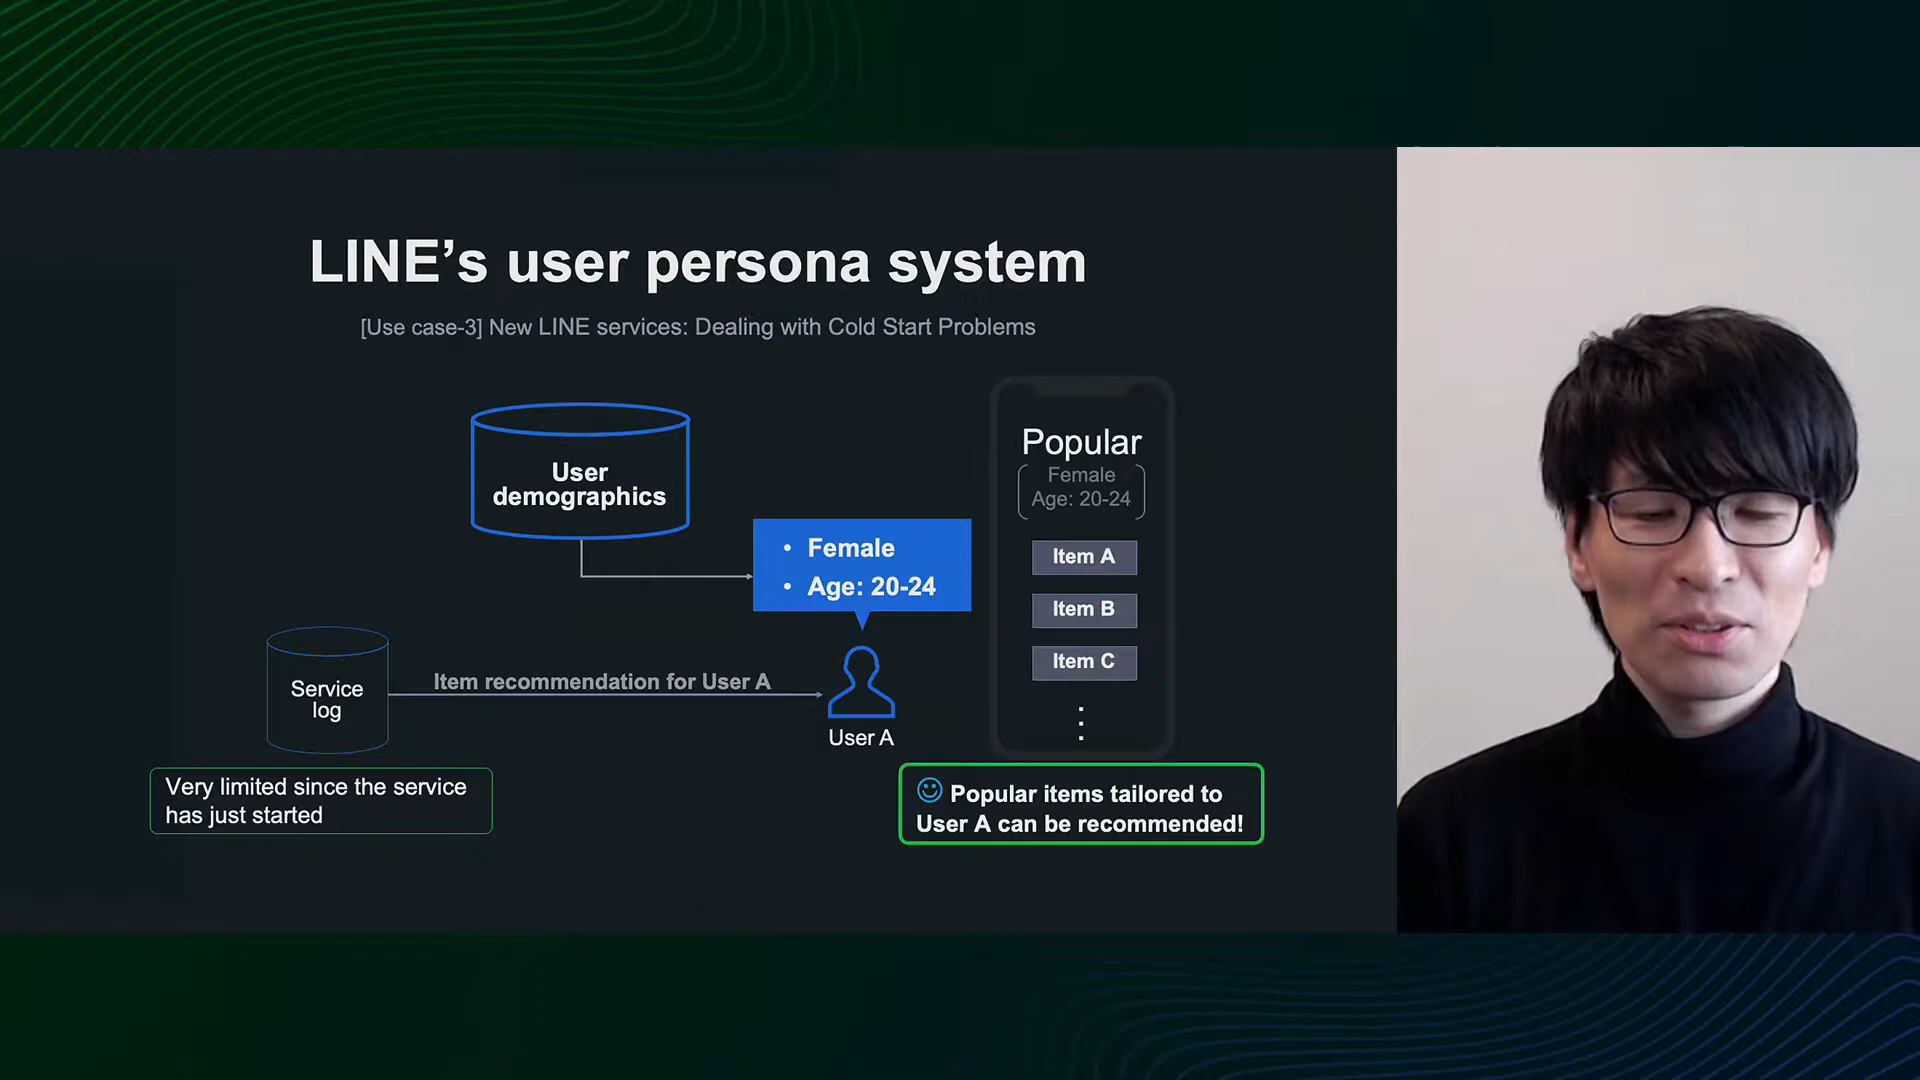 LINE’s user persona system
[Use case-3] New LINE services: Dealing with Cold Start Problems
User
demographics
• Female
• Age: 20-24
Service
log
Item recommendation for User A
User A
Very limited since the service
has just started
Popular
Female
Age: 20-24
Item A
Item B
Item C
Popular items tailored to
User A can be recommended!